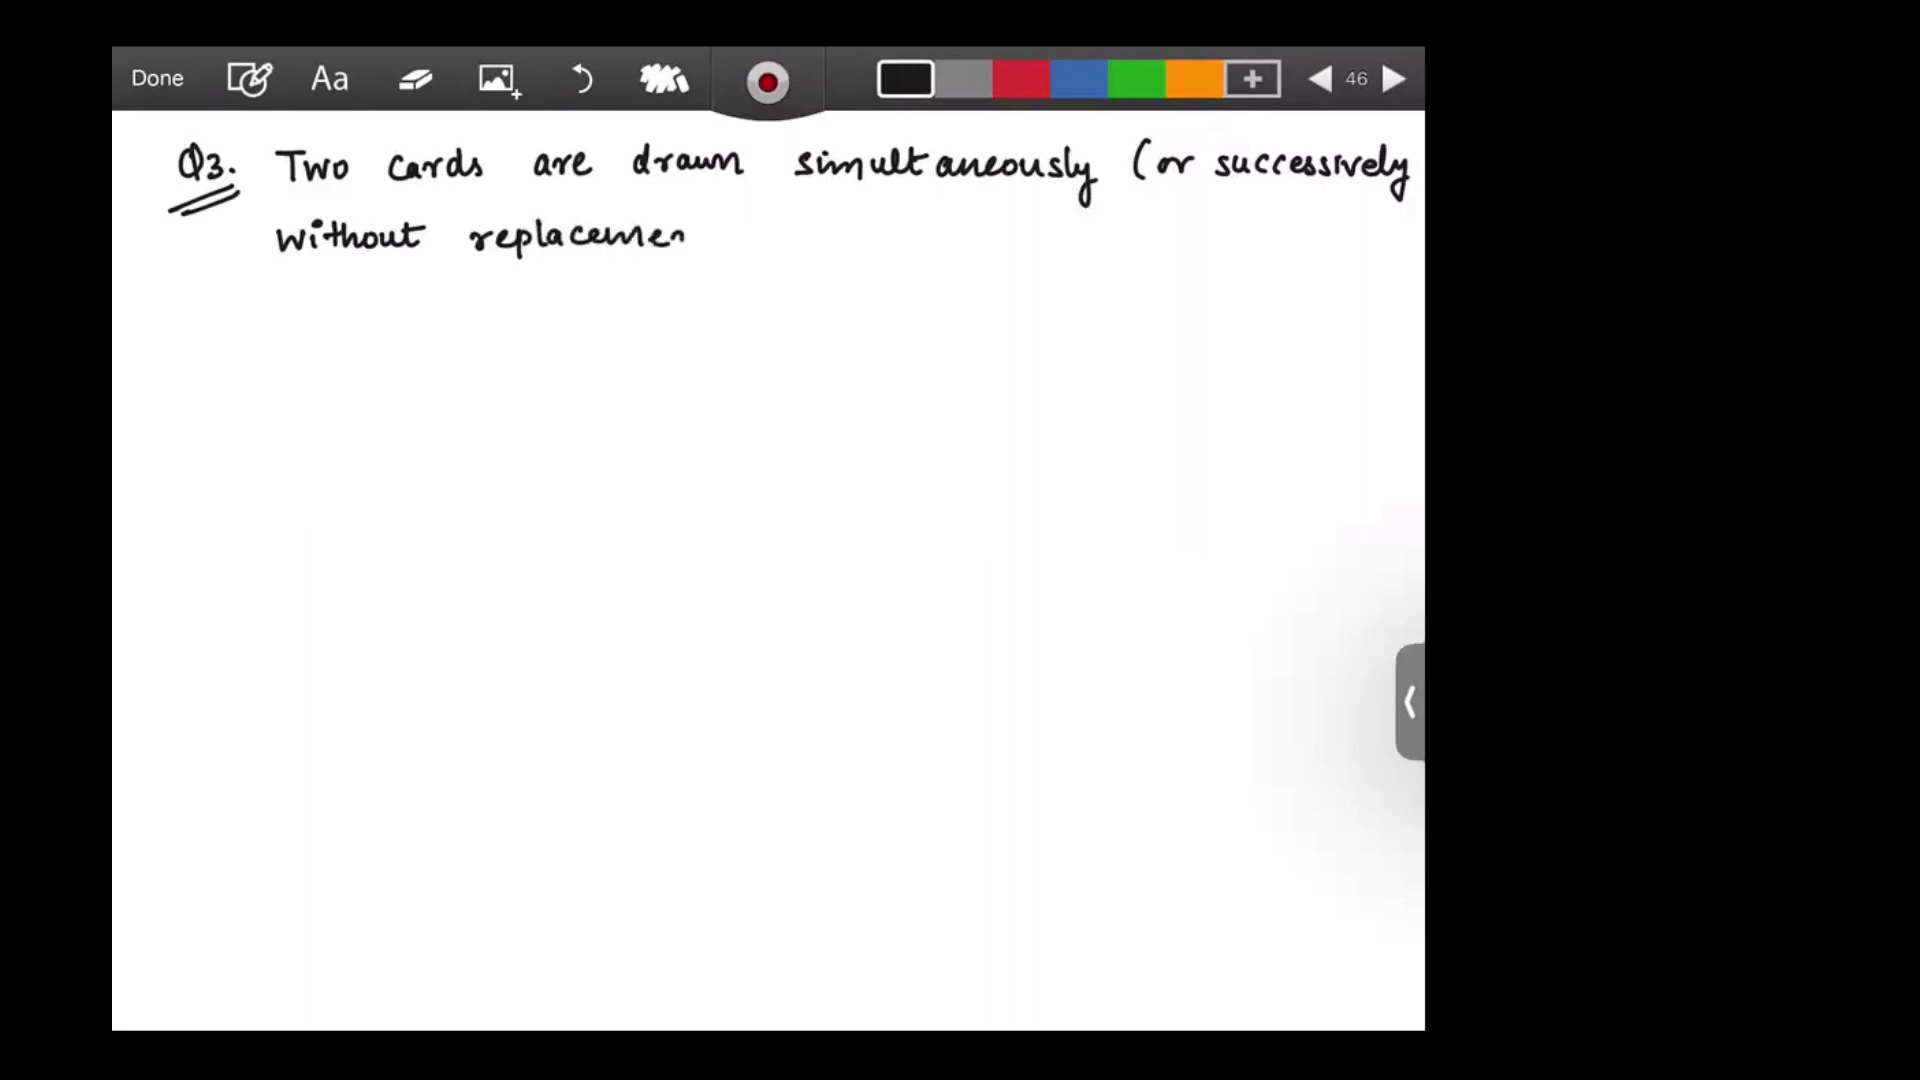 Done Aa 46
Q3. Two cards are drawn simultaneously (or successively
without replacemen